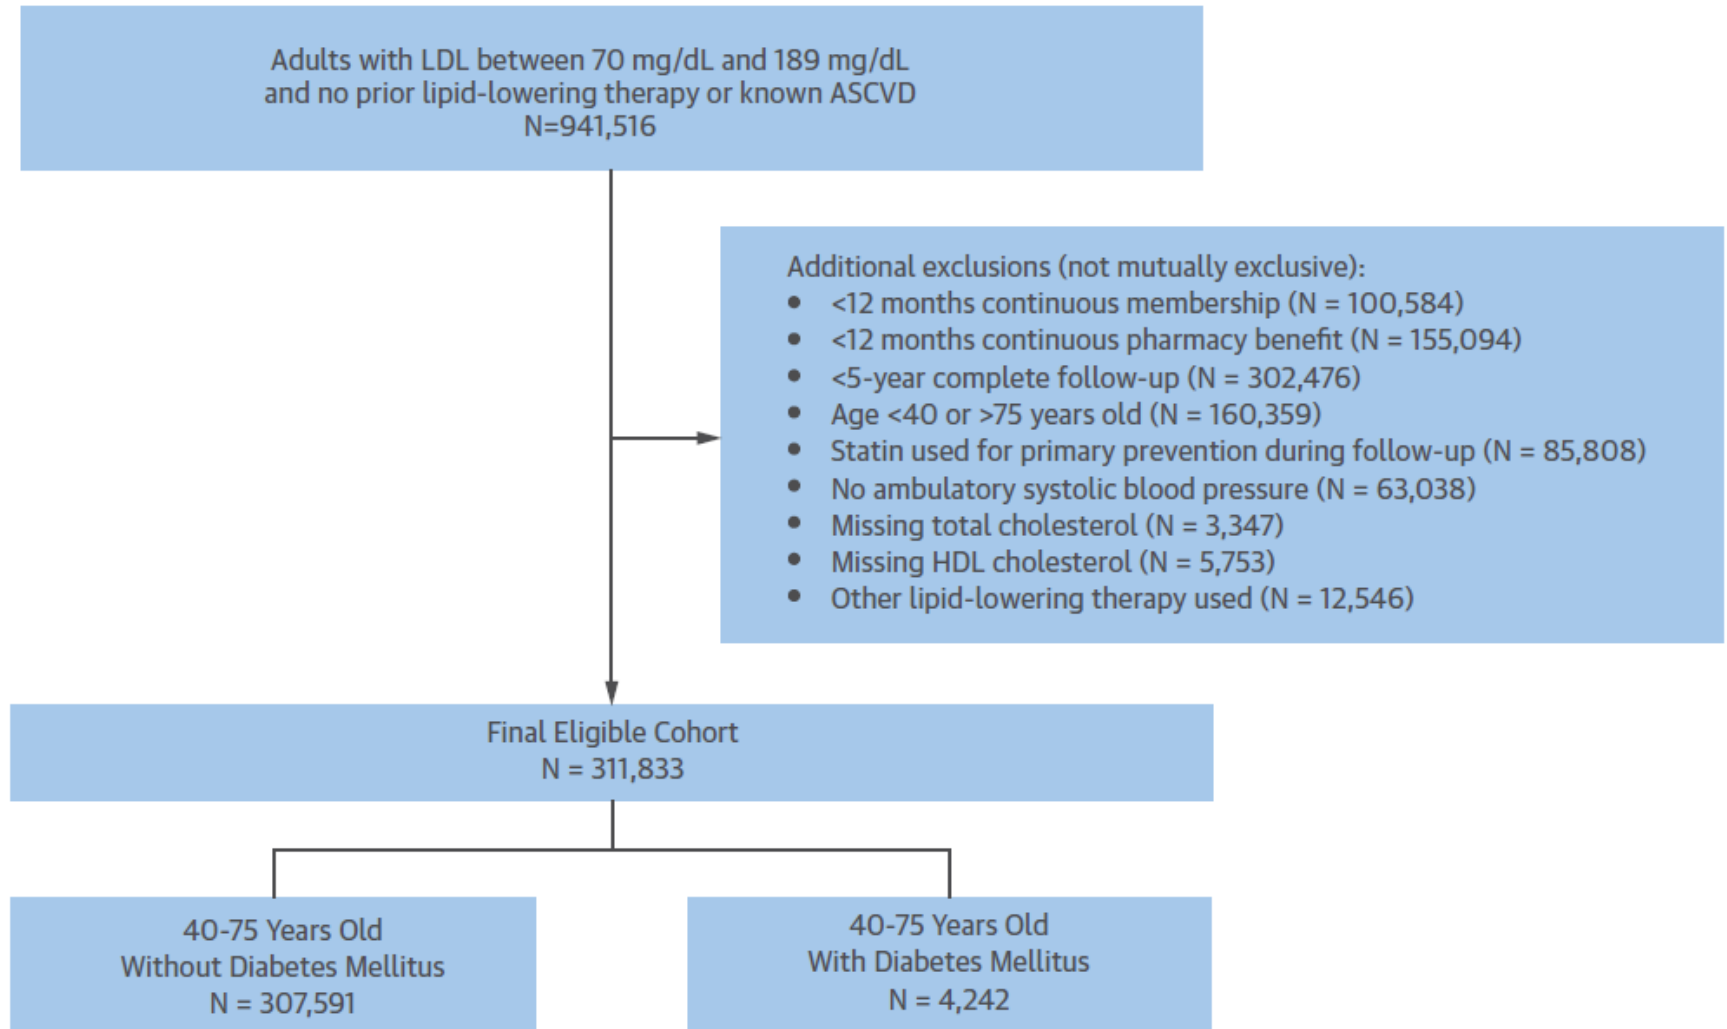 Adults with LDL between 70 mg/dL and 189 mg/dL
and no prior lipid-lowering therapy or known ASCVD
N=941,516
Additional exclusions (not mutually exclusive):
• <12 months continuous membership (N = 100,584)
• <12 months continuous pharmacy benefit (N = 155,094)
• <5-year complete follow-up (N = 302,476)
• Age <40 or >75 years old (N = 160,359)
• Statin used for primary prevention during follow-up (N = 85,808)
• No ambulatory systolic blood pressure (N = 63,038)
• Missing total cholesterol (N = 3,347)
• Missing HDL cholesterol (N = 5,753)
• Other lipid-lowering therapy used (N = 12,546)
Final Eligible Cohort
N = 311,833
40-75 Years Old
Without Diabetes Mellitus
N = 307,591
40-75 Years Old
With Diabetes Mellitus
N = 4,242